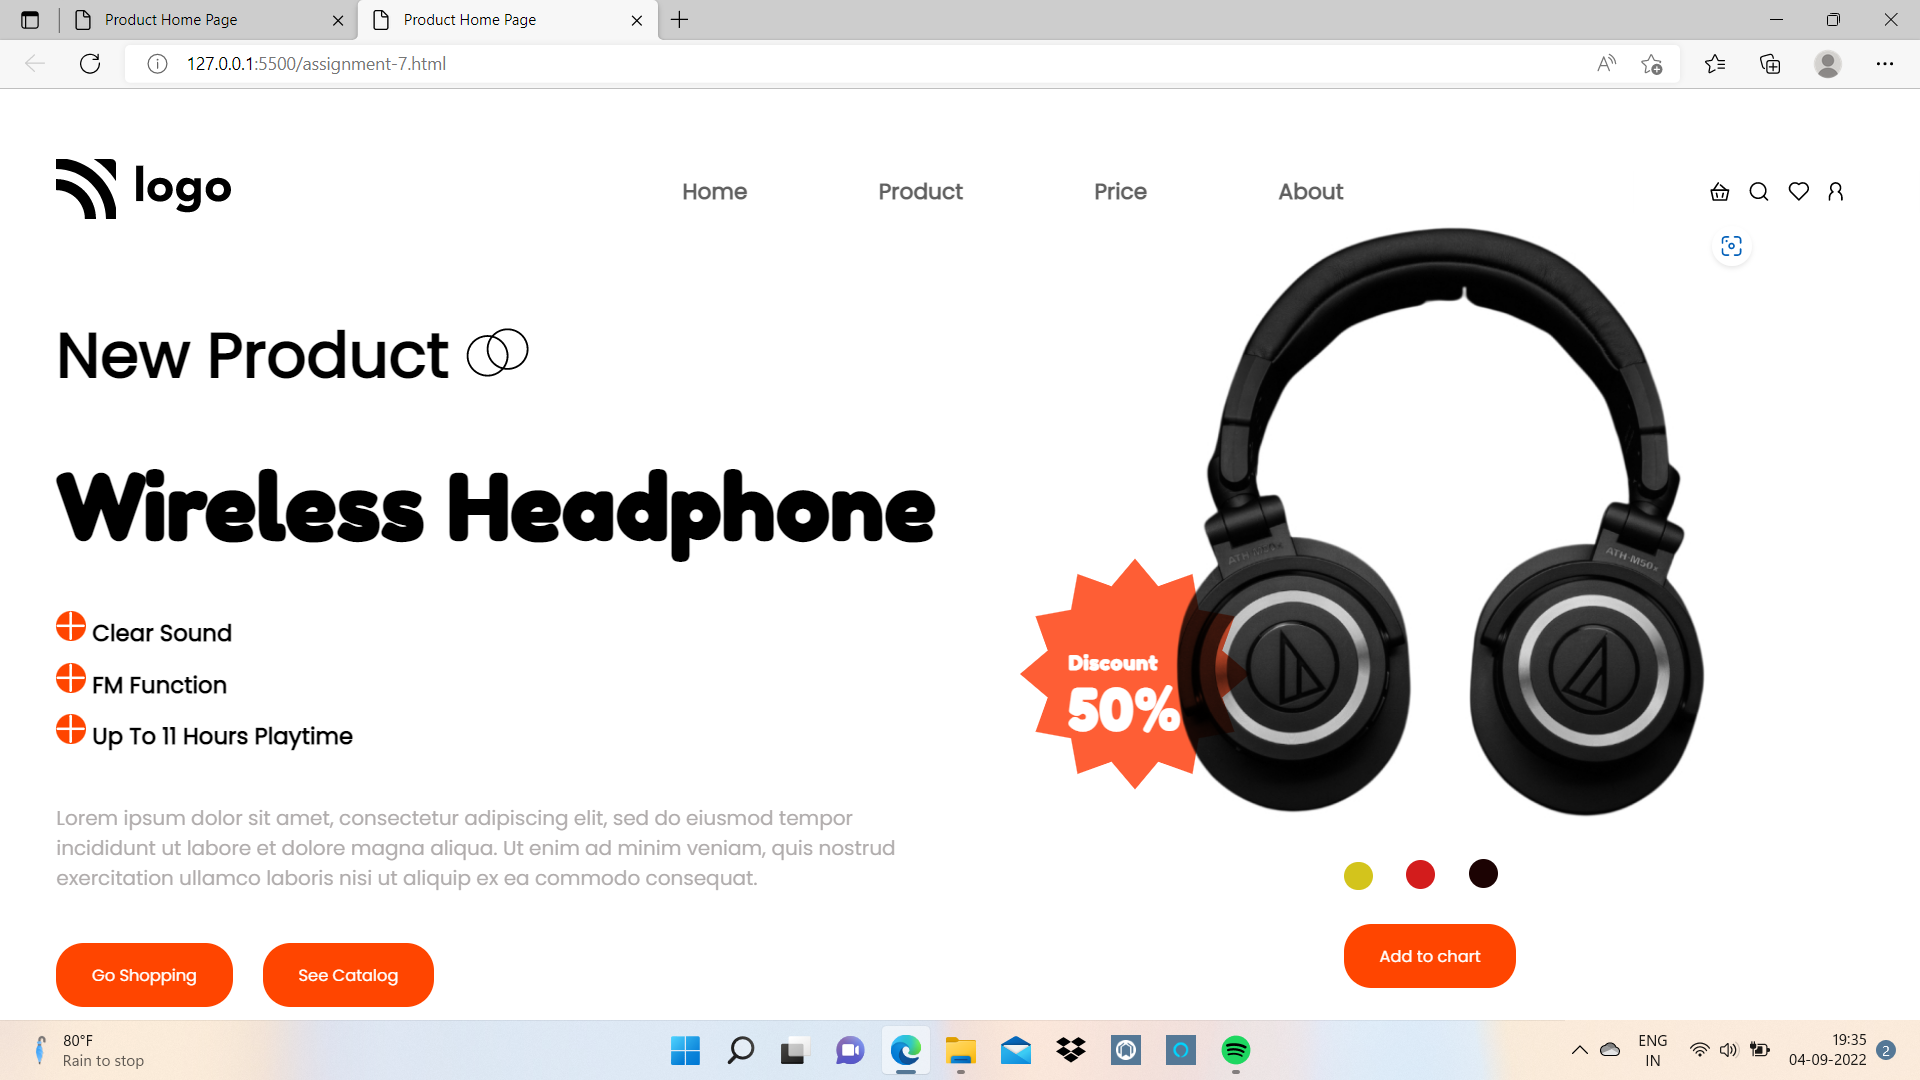 Product Home Page
Product Home Page
127.0.0.1:5500/assignment-7.html
logo
Home
Product
Price
About
New Product
Wireless Headphone
Clear Sound
FM Function
Up To 11 Hours Playtime
Discount
50%
ATH-M50x
Lorem ipsum dolor sit amet, consectetur adipiscing elit, sed do eiusmod tempor
incididunt ut labore et dolore magna aliqua. Ut enim ad minim veniam, quis nostrud
exercitation ullamco laboris nisi ut aliquip ex ea commodo consequat.
Go Shopping
See Catalog
Add to chart
80°F
Rain to stop
ENG
IN
19:35
04-09-2022
2